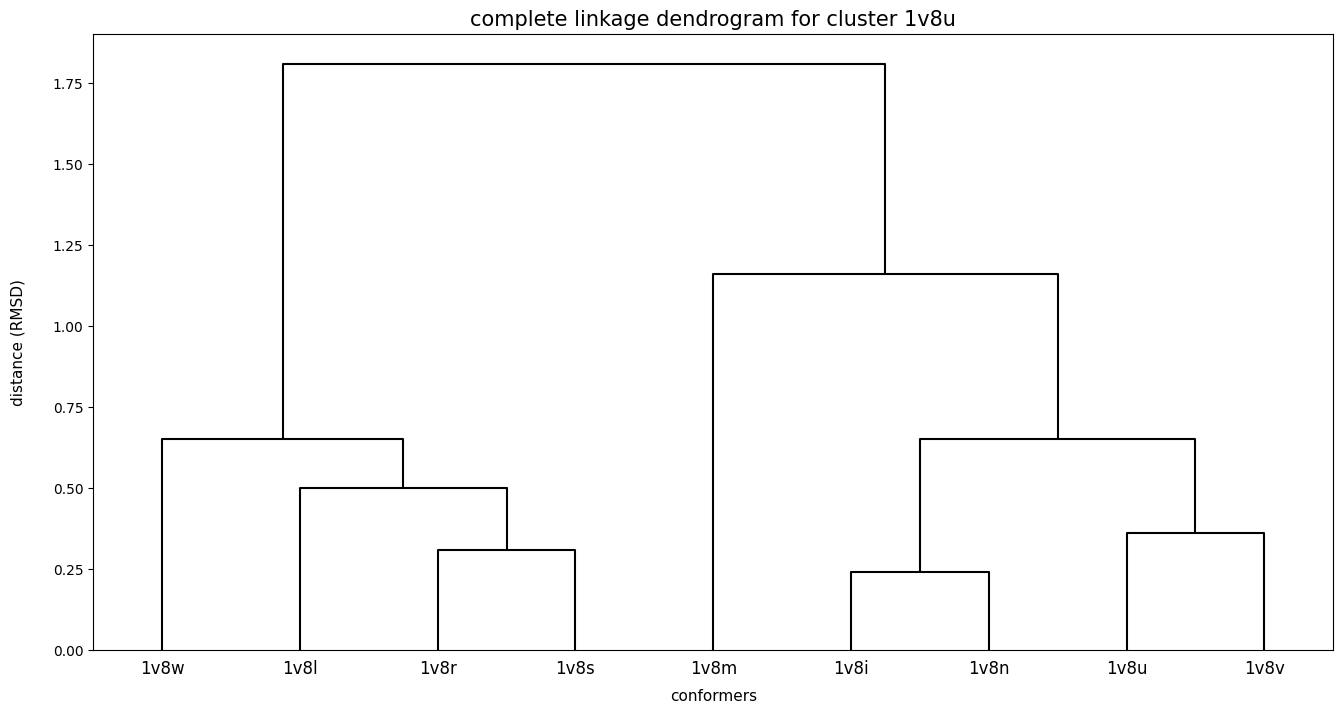 complete linkage dendrogram for cluster 1v8u
1.75
1.50
1.25
1.00
0.75
0.50
0.25
0.00
distance (RMSD)
1v8w 1v8l 1v8r 1v8s 1v8m 1v8i 1v8n 1v8u 1v8v
conformers